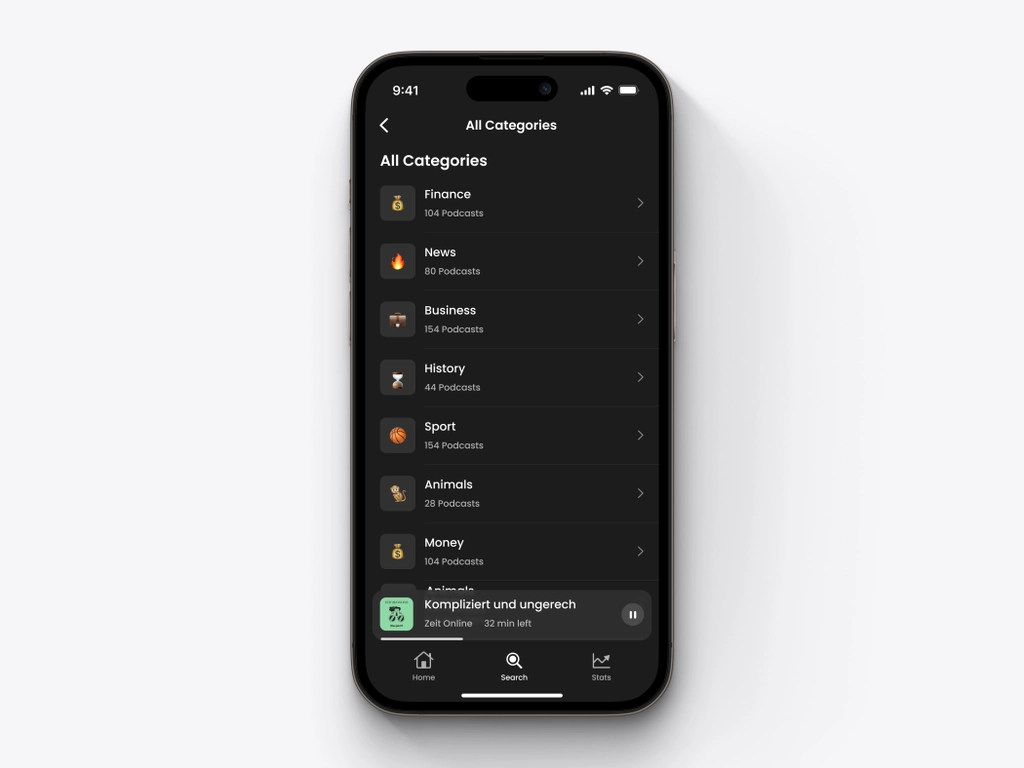 9:41
All Categories
All Categories
Finance
104 Podcasts
News
80 Podcasts
Business
154 Podcasts
History
44 Podcasts
Sport
154 Podcasts
Animals
28 Podcasts
Money
104 Podcasts
Animals
Kompliziert und ungerech
Zeit Online 32 min left
Home Search Stats